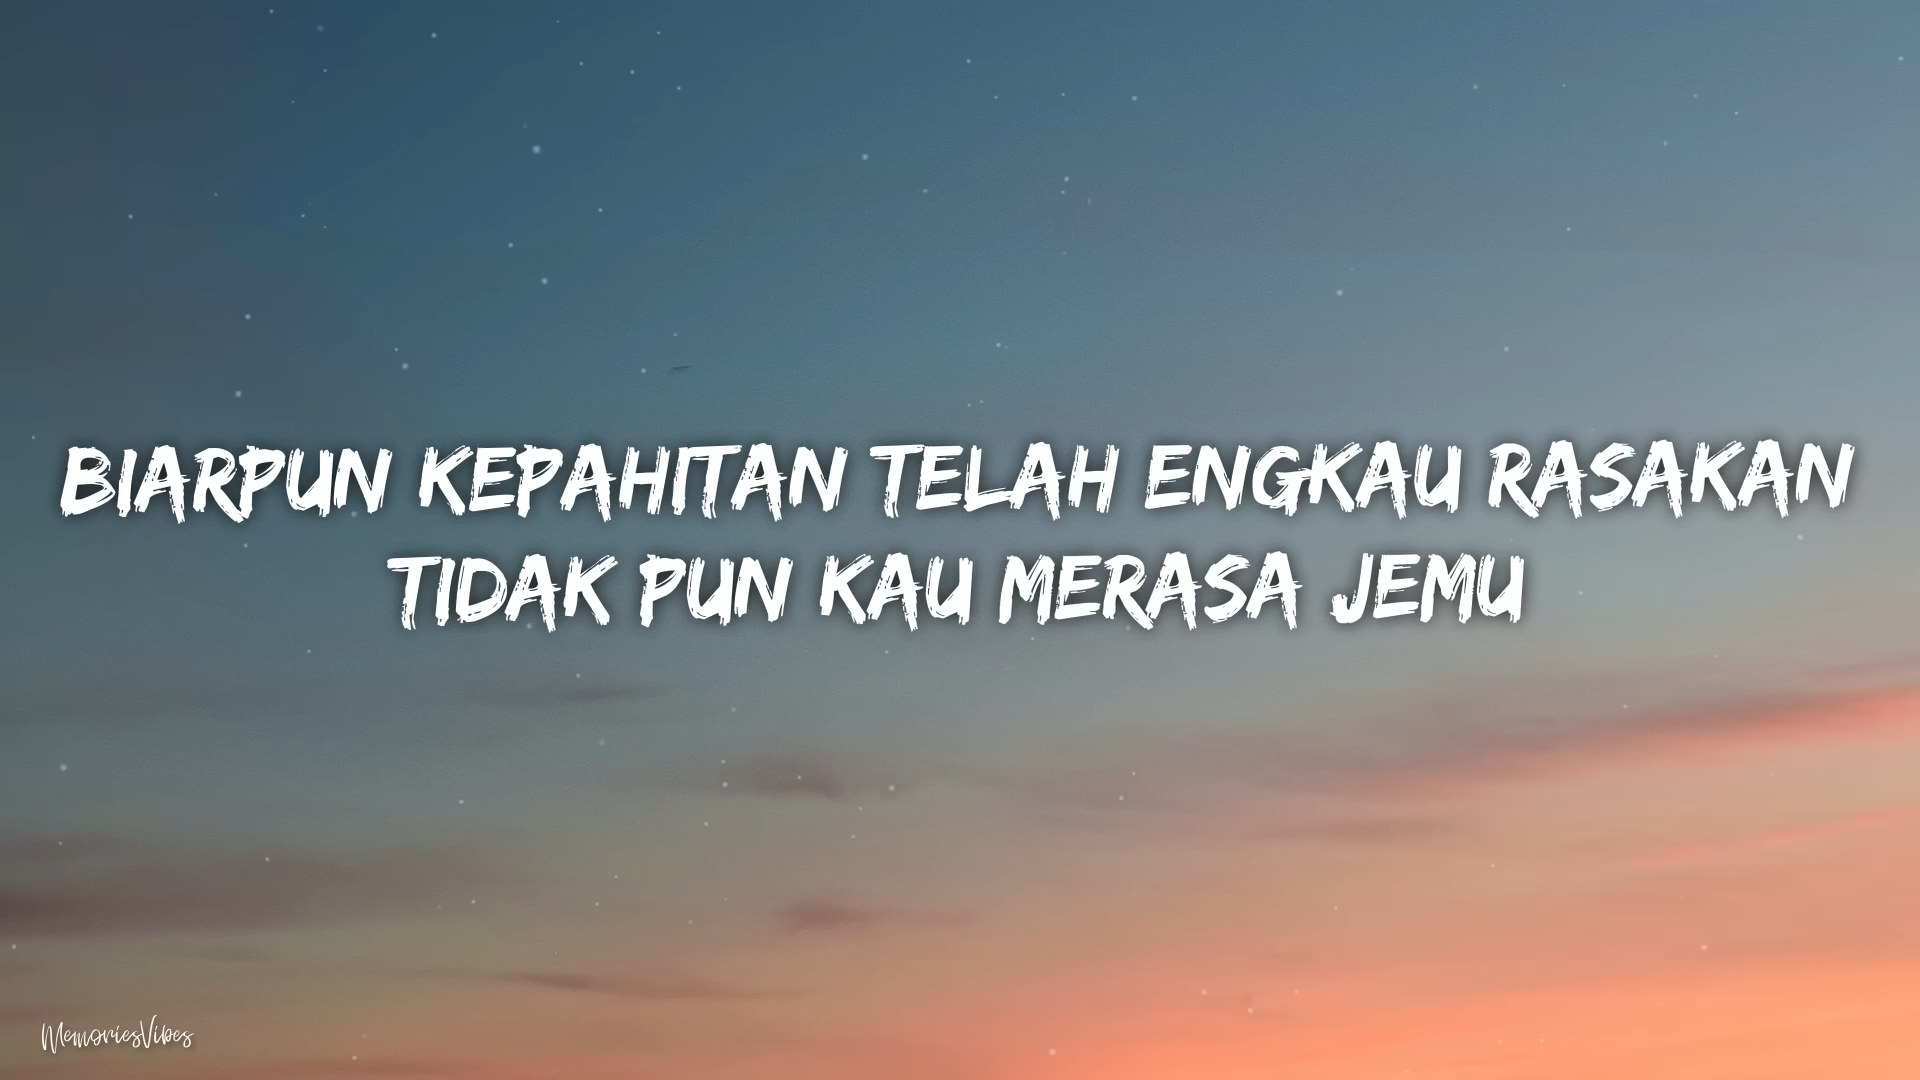 BIARPUN KEPAHITAN TELAH ENGKAU RASAKAN
TIDAK PUN KAU MERASA JEMU
MemoriesVibes